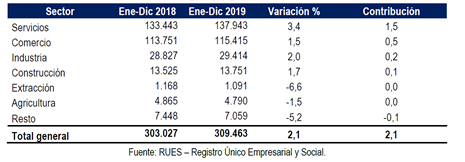 Sector Ene-Dic 2018 Ene-Dic 2019 Variación % Contribución
Servicios 133.443 137.943 3,4 1,5
Comercio 113.751 115.415 1,5 0,5
Industria 28.827 29.414 2,0 0,2
Construcción 13.525 13.751 1,7 0,1
Extracción 1.168 1.091 -6,6 0,0
Agricultura 4.865 4.790 -1,5 0,0
Resto 7.448 7.059 -5,2 -0,1
Total general 303.027 309.463 2,1 2,1
Fuente: RUES – Registro Único Empresarial y Social.